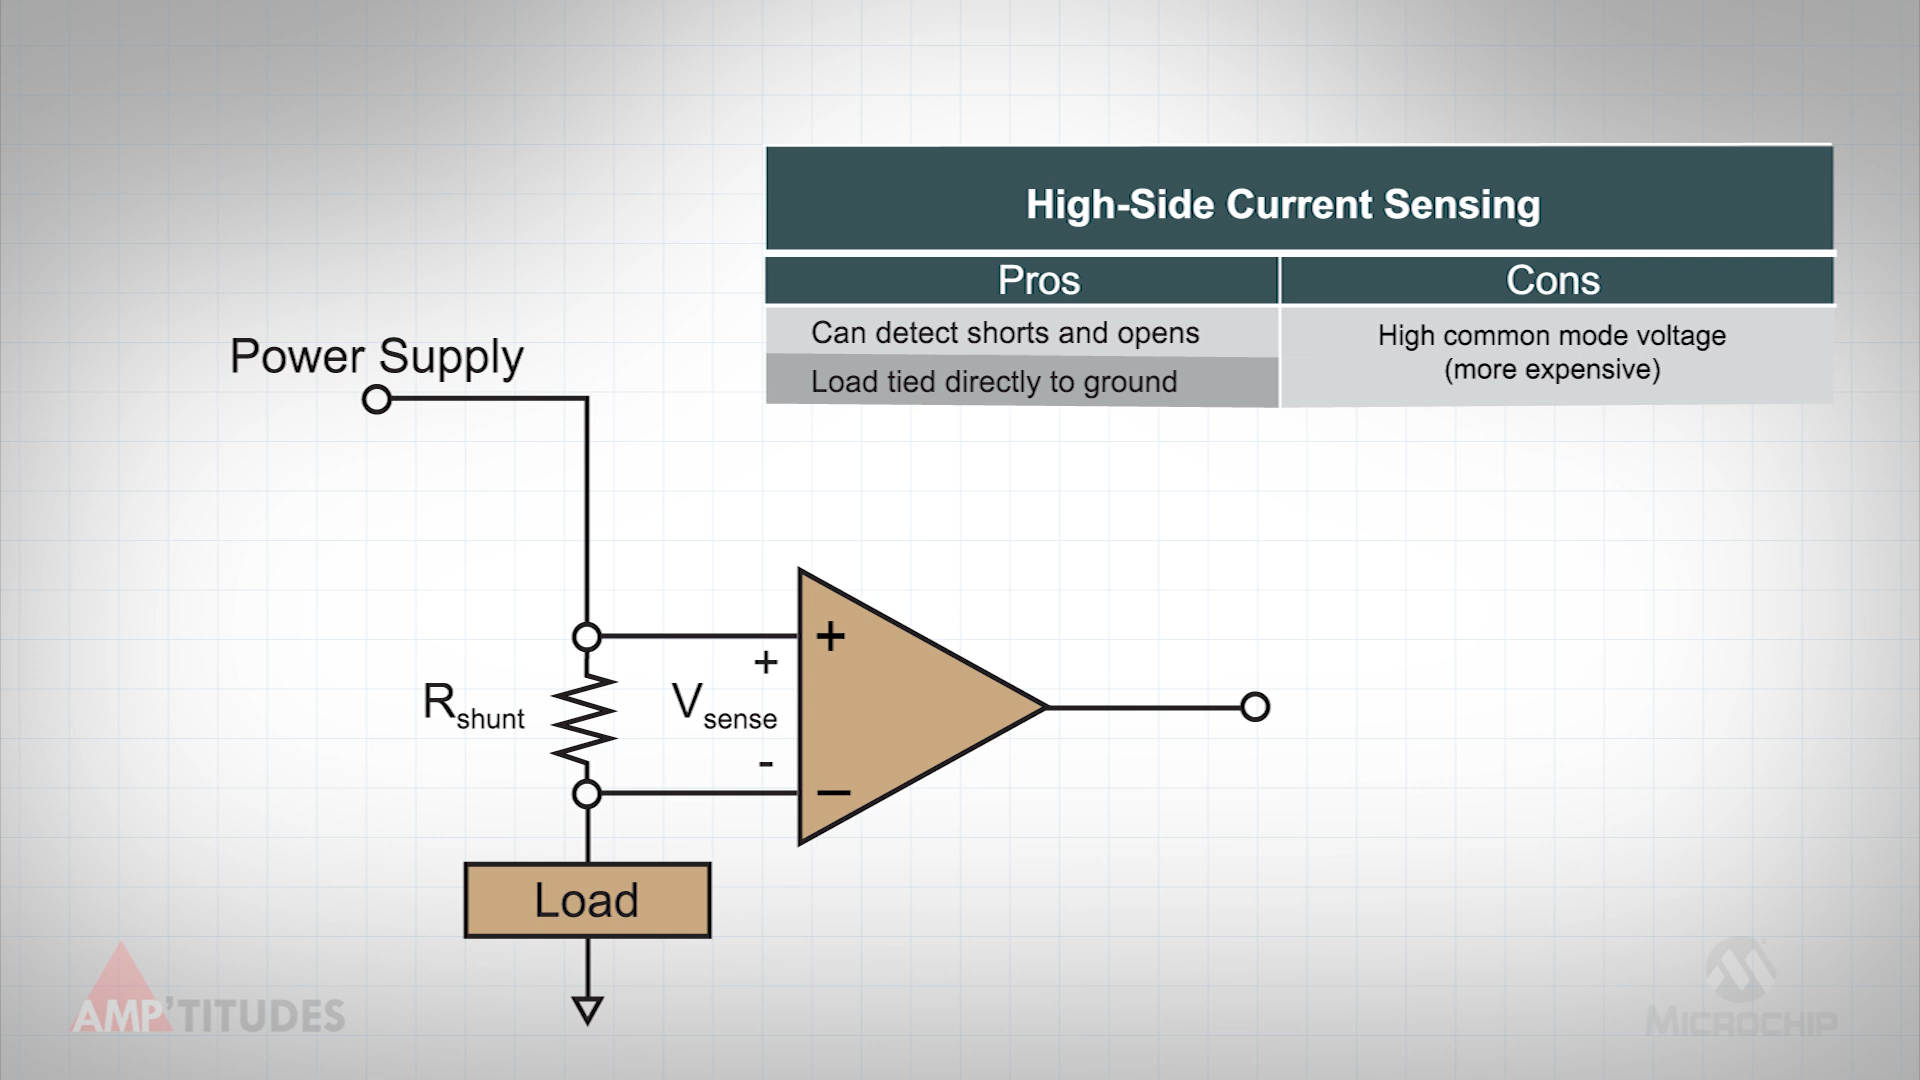 High-Side Current Sensing
Pros
Cons
Can detect shorts and opens
Load tied directly to ground
High common mode voltage
(more expensive)
Power Supply
+
+
Rshunt
Vsense
-
−
Load
AMP'TITUDES
MICROCHIP